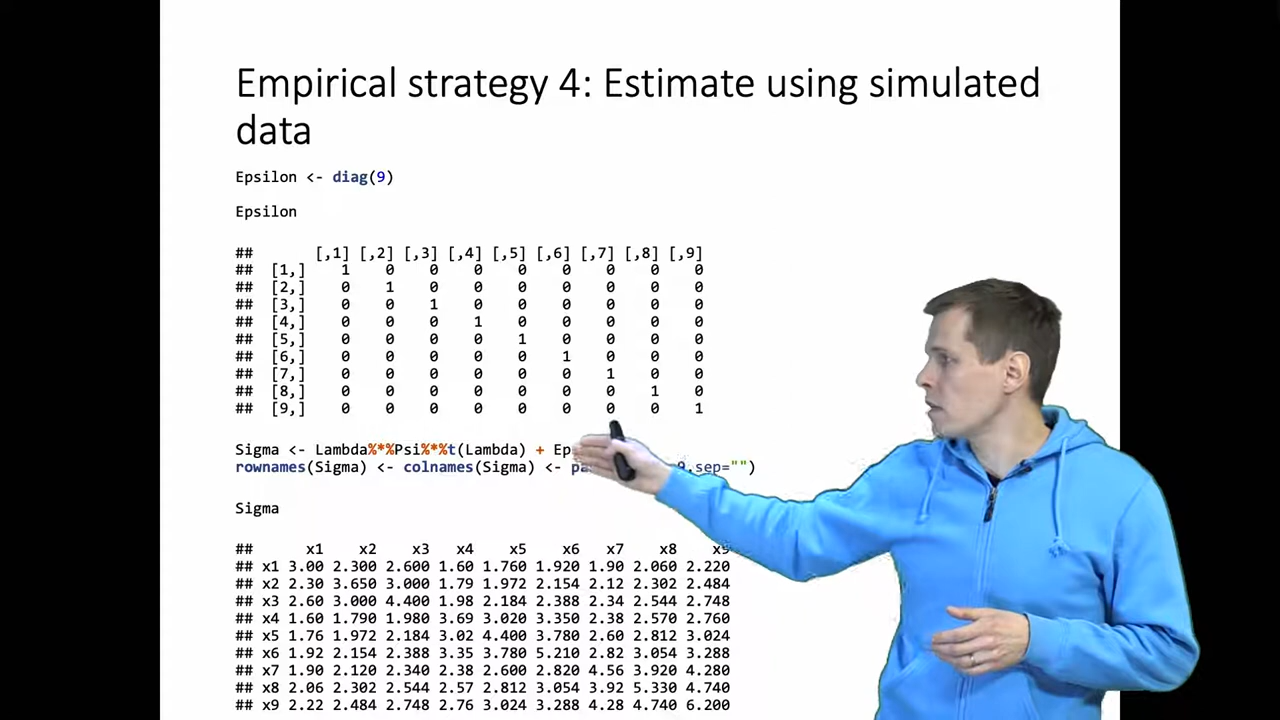 Empirical strategy 4: Estimate using simulated
data
Epsilon <- diag(9)
Epsilon
## [,1] [,2] [,3] [,4] [,5] [,6] [,7] [,8] [,9]
## [1,] 1 0 0 0 0 0 0 0 0
## [2,] 0 1 0 0 0 0 0 0 0
## [3,] 0 0 1 0 0 0 0 0 0
## [4,] 0 0 0 1 0 0 0 0 0
## [5,] 0 0 0 0 1 0 0 0 0
## [6,] 0 0 0 0 0 1 0 0 0
## [7,] 0 0 0 0 0 0 1 0 0
## [8,] 0 0 0 0 0 0 0 1 0
## [9,] 0 0 0 0 0 0 0 0 1
Sigma <- Lambda%*%Psi%*%t(Lambda) + Ep
rownames(Sigma) <- colnames(Sigma) <- pa 9,sep="")
Sigma
## x1 x2 x3 x4 x5 x6 x7 x8 x9
## x1 3.00 2.300 2.600 1.60 1.760 1.920 1.90 2.060 2.220
## x2 2.30 3.650 3.000 1.79 1.972 2.154 2.12 2.302 2.484
## x3 2.60 3.000 4.400 1.98 2.184 2.388 2.34 2.544 2.748
## x4 1.60 1.790 1.980 3.69 3.020 3.350 2.38 2.570 2.760
## x5 1.76 1.972 2.184 3.02 4.400 3.780 2.60 2.812 3.024
## x6 1.92 2.154 2.388 3.35 3.780 5.210 2.82 3.054 3.288
## x7 1.90 2.120 2.340 2.38 2.600 2.820 4.56 3.920 4.280
## x8 2.06 2.302 2.544 2.57 2.812 3.054 3.92 5.330 4.740
## x9 2.22 2.484 2.748 2.76 3.024 3.288 4.28 4.740 6.200